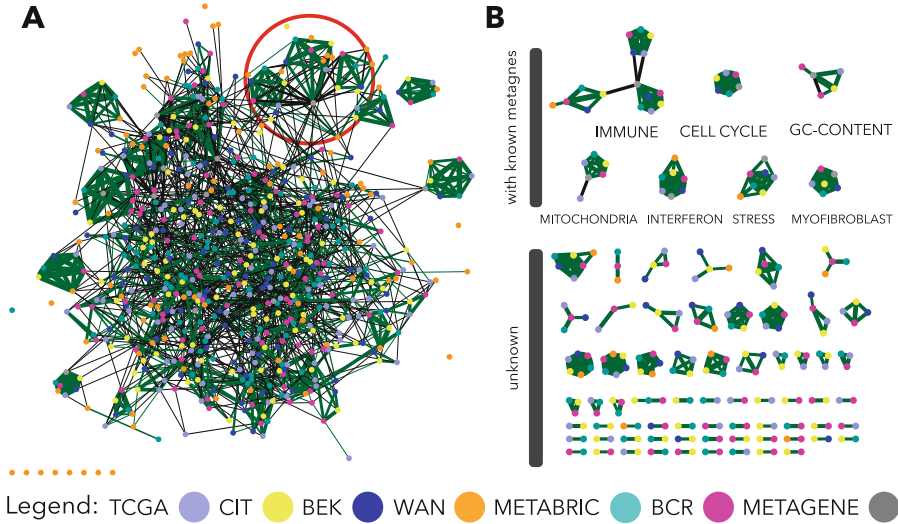 A
B
with known metagnes
IMMUNE CELL CYCLE GC-CONTENT
MITOCHONDRIA INTERFERON STRESS MYOFIBROBLAST
unknown
Legend: TCGA CIT BEK WAN METABRIC BCR METAGENE